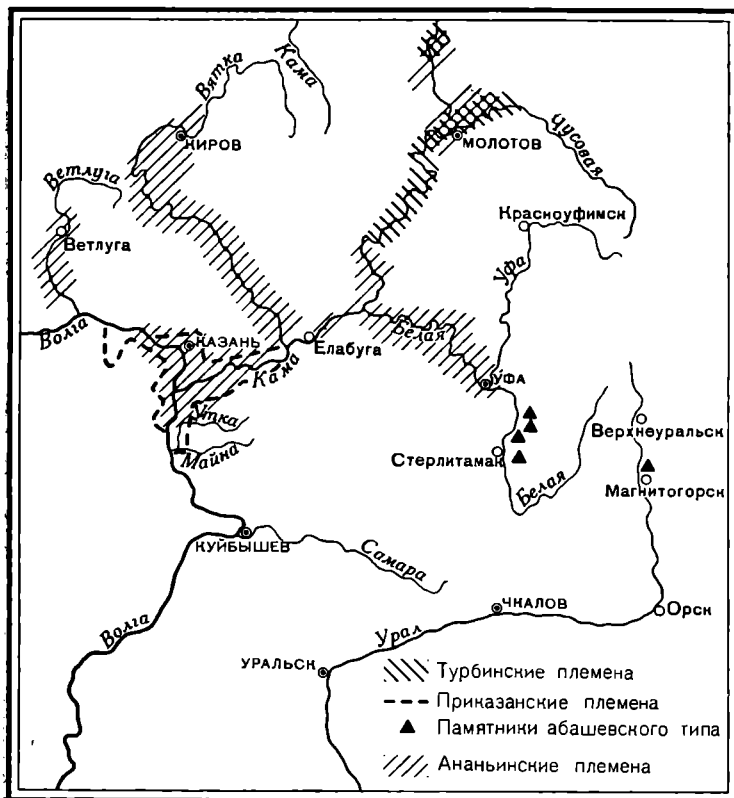 Вятка
Кама
КИРОВ
МОЛОТОВ
Чусовая
Ветлуга
Ветлуга
Красноуфимск
Уфа
Волга
КАЗАНЬ
Елабуга
Белая
Кама
УФА
Утка
Майна
Стерлитамак
Верхнеуральск
Белая
Магнитогорск
КУЙБЫШЕВ
Самара
Волга
ЧКАЛОВ
Орск
Урал
УРАЛЬСК
Турбинские племена
Приказанские племена
Памятники абашевского типа
Ананьинские племена